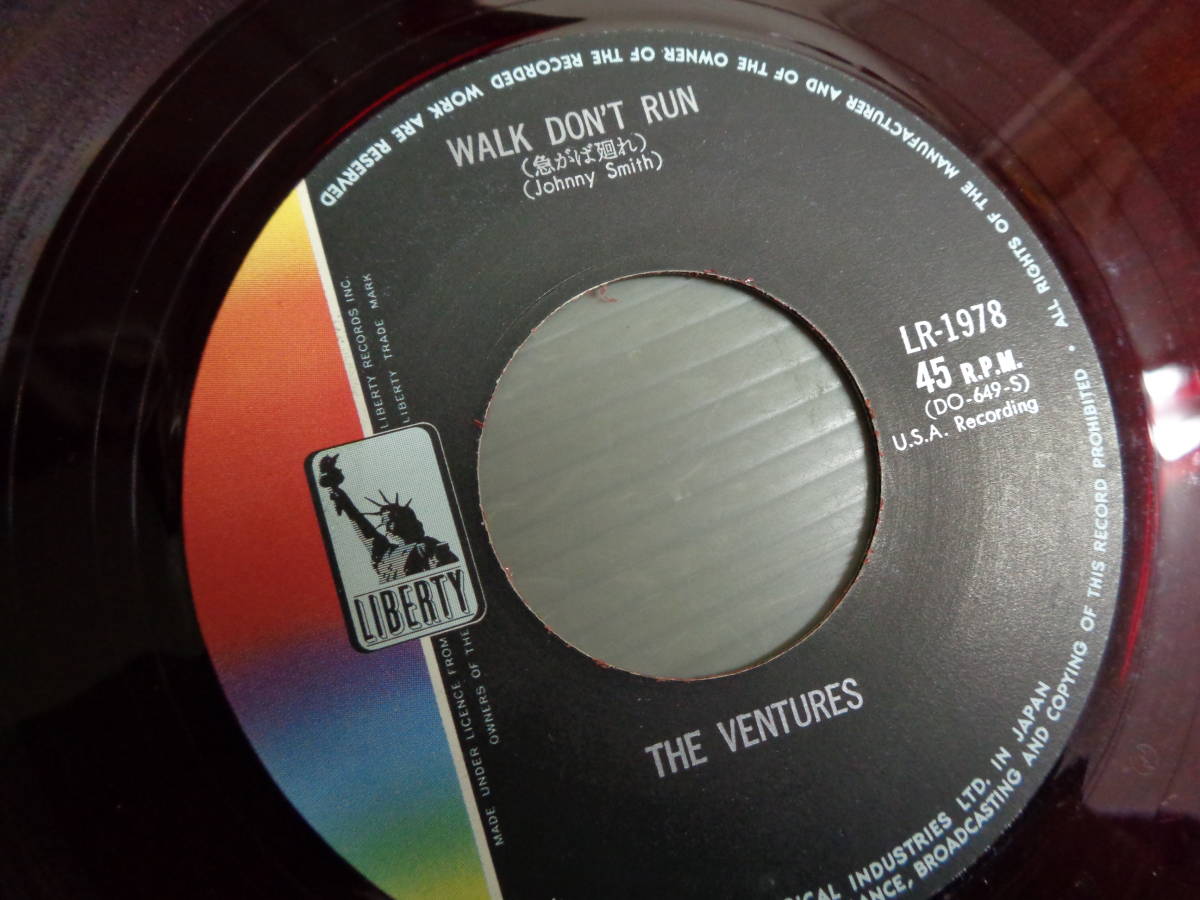 WALK DON'T RUN
(急がば廻れ)
(Johnny Smith)
LR-1978
45 R.P.M.
(DO-649-S)
U.S.A. Recording
THE VENTURES
LIBERTY
LIBERTY RECORDS INC.
LIBERTY TRADE MARK
MADE UNDER LICENCE FROM
OWNERS OF THE
INDUSTRIES LTD. IN JAPAN
ALL RIGHTS OF THE MANUFACTURER AND OF THE OWNER OF THE RECORDED WORK ARE RESERVED
BROADCASTING AND COPYING OF THIS RECORD PROHIBITED •